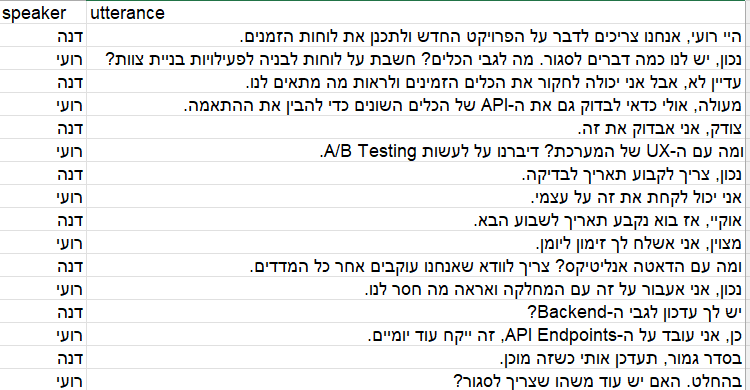 speaker utterance
דנה היי רועי, אנחנו צריכים לדבר על הפרויקט החדש ולתכנן את לוחות הזמנים.
רועי נכון, יש לנו כמה דברים לסגור. מה לגבי הכלים? חשבת על לוחות לבניה לפעילויות בניית צוות?
דנה עדיין לא, אבל אני יכולה לחקור את הכלים הזמינים ולראות מה מתאים לנו.
רועי מעולה, אולי כדאי לבדוק גם את ה-API של הכלים השונים כדי להבין את ההתאמה.
דנה צודק, אני אבדוק את זה.
רועי ומה עם ה-UX של המערכת? דיברנו על לעשות A/B Testing.
דנה נכון, צריך לקבוע תאריך לבדיקה.
רועי אני יכול לקחת את זה על עצמי.
דנה אוקיי, אז בוא נקבע תאריך לשבוע הבא.
רועי מצוין, אני אשלח לך זימון ליומן.
דנה ומה עם הדאטה אנליטיקס? צריך לוודא שאנחנו עוקבים אחר כל המדדים.
רועי נכון, אני אעבור על זה עם המחלקה ואראה מה חסר לנו.
דנה יש לך עדכון לגבי ה-Backend?
רועי כן, אני עובד על ה-API Endpoints, זה ייקח עוד יומיים.
דנה בסדר גמור, תעדכן אותי כשזה מוכן.
רועי בהחלט. האם יש עוד משהו שצריך לסגור?